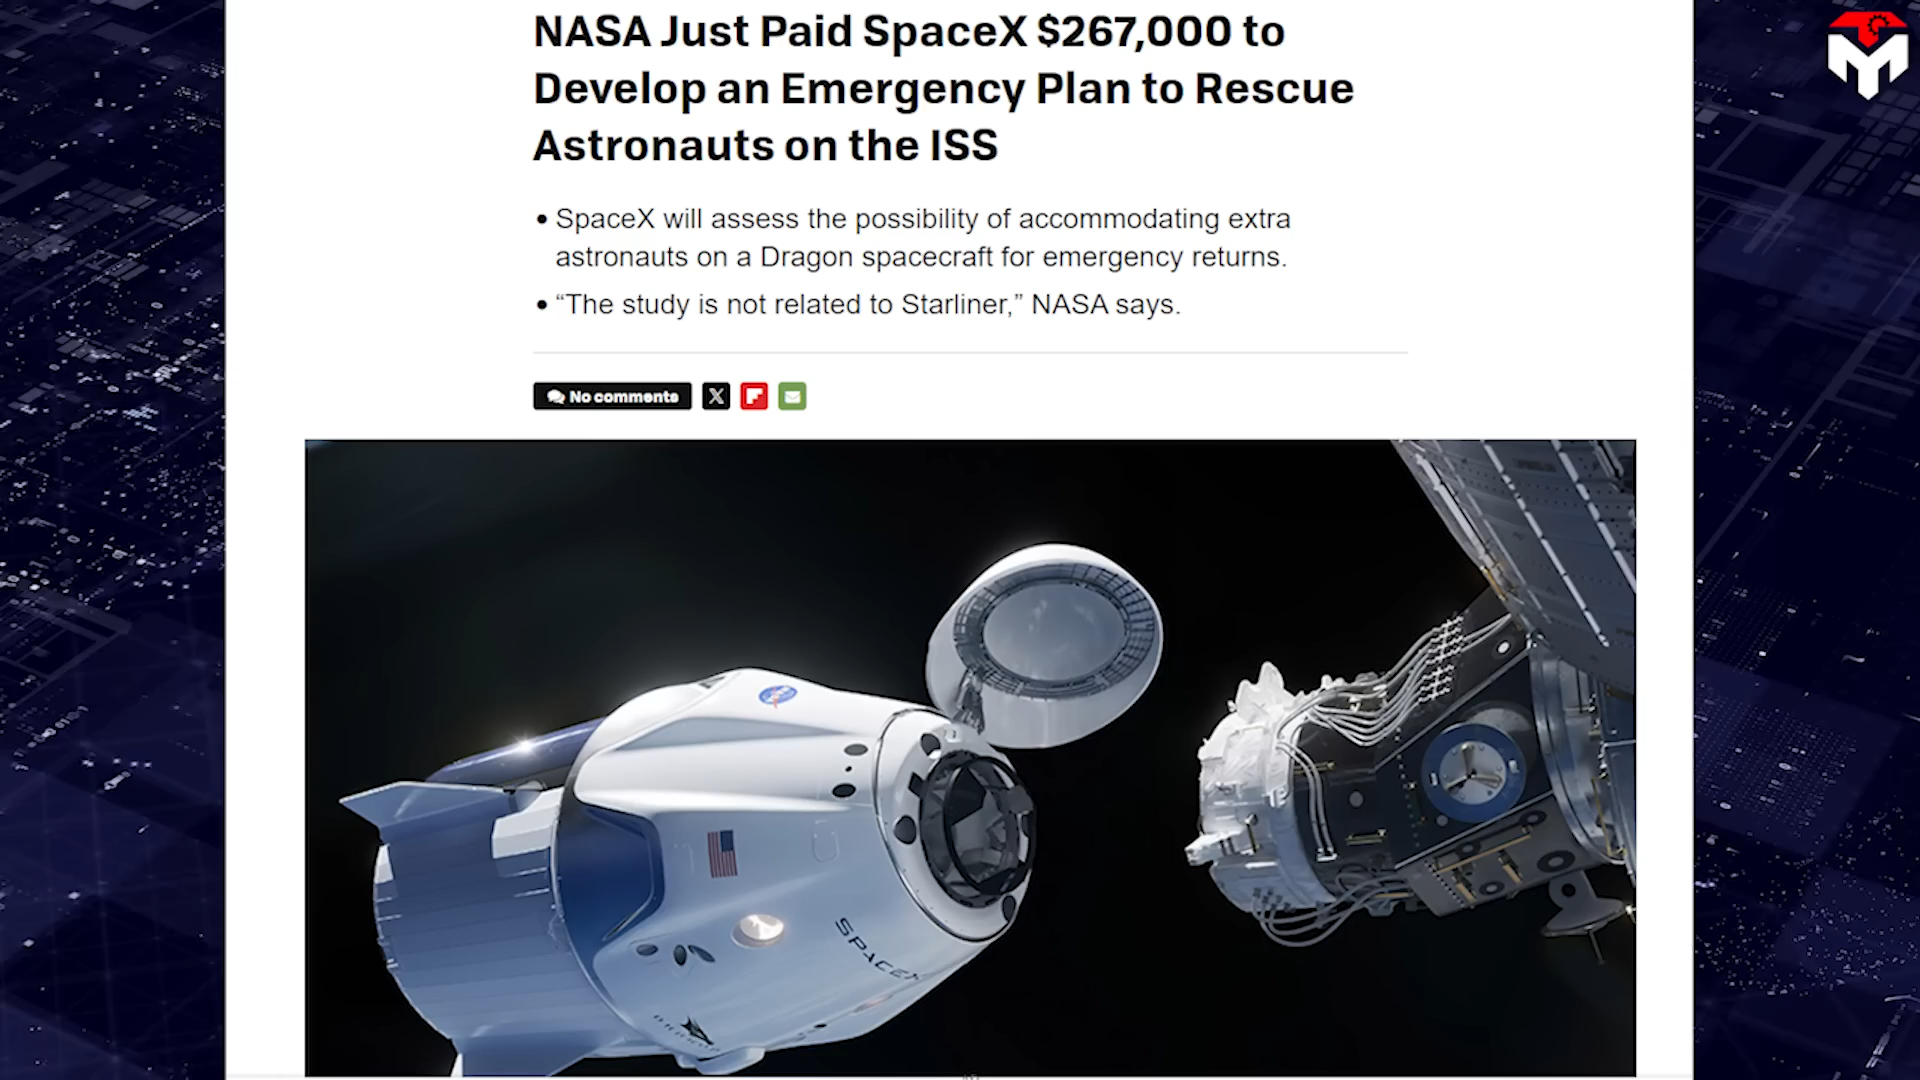 NASA Just Paid SpaceX $267,000 to
Develop an Emergency Plan to Rescue
Astronauts on the ISS
• SpaceX will assess the possibility of accommodating extra
astronauts on a Dragon spacecraft for emergency returns.
• “The study is not related to Starliner,” NASA says.
No comments
SPACEX